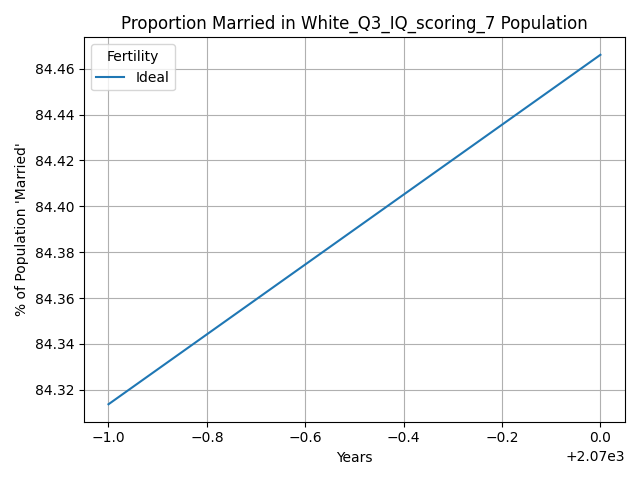 Proportion Married in White_Q3_IQ_scoring_7 Population
Fertility
Ideal
% of Population 'Married'
84.46
84.44
84.42
84.40
84.38
84.36
84.34
84.32
−1.0
−0.8
−0.6
−0.4
−0.2
0.0
+2.07e3
Years